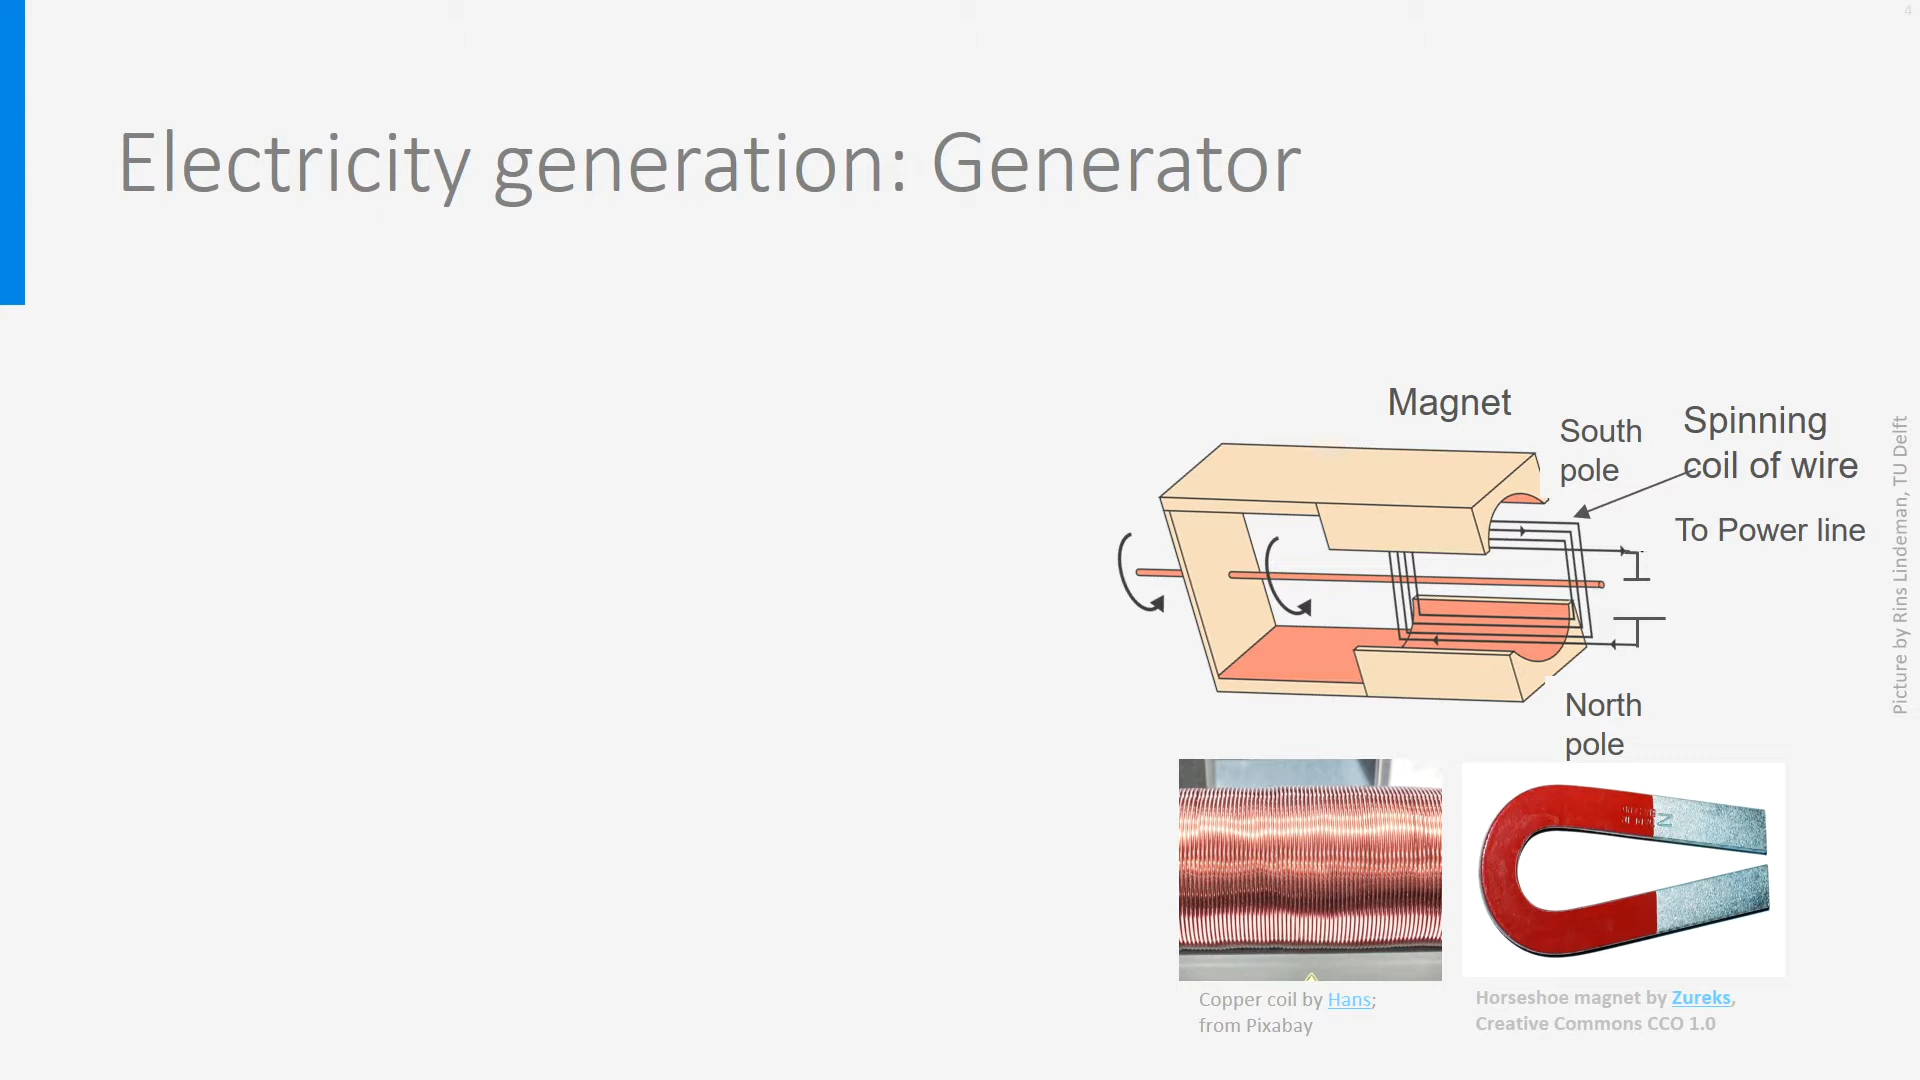 4
Electricity generation: Generator
Magnet
South
pole
Spinning
coil of wire
To Power line
North
pole
Picture by Rins Lindeman, TU Delft
N
Copper coil by Hans;
from Pixabay
Horseshoe magnet by Zureks,
Creative Commons CCO 1.0